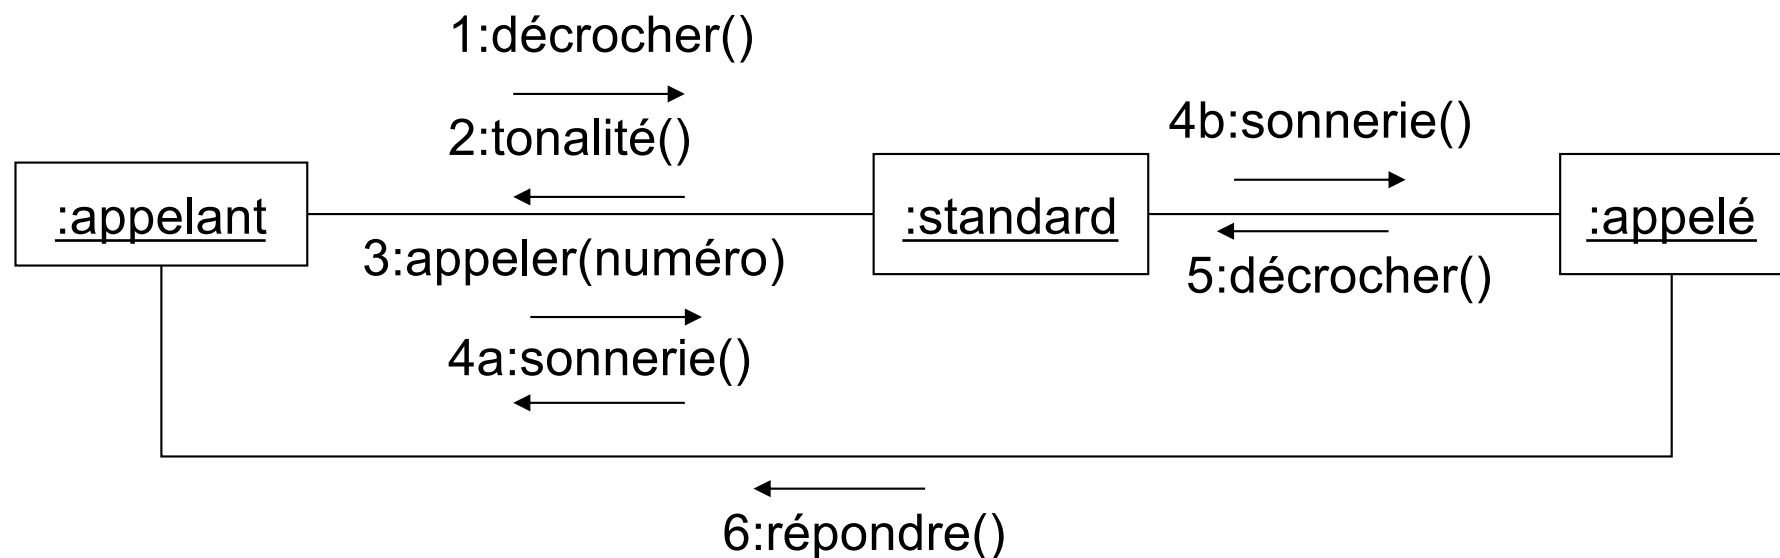 1:décrocher()
2:tonalité()
4b:sonnerie()
:appelant
:standard
:appelé
3:appeler(numéro)
5:décrocher()
4a:sonnerie()
6:répondre()